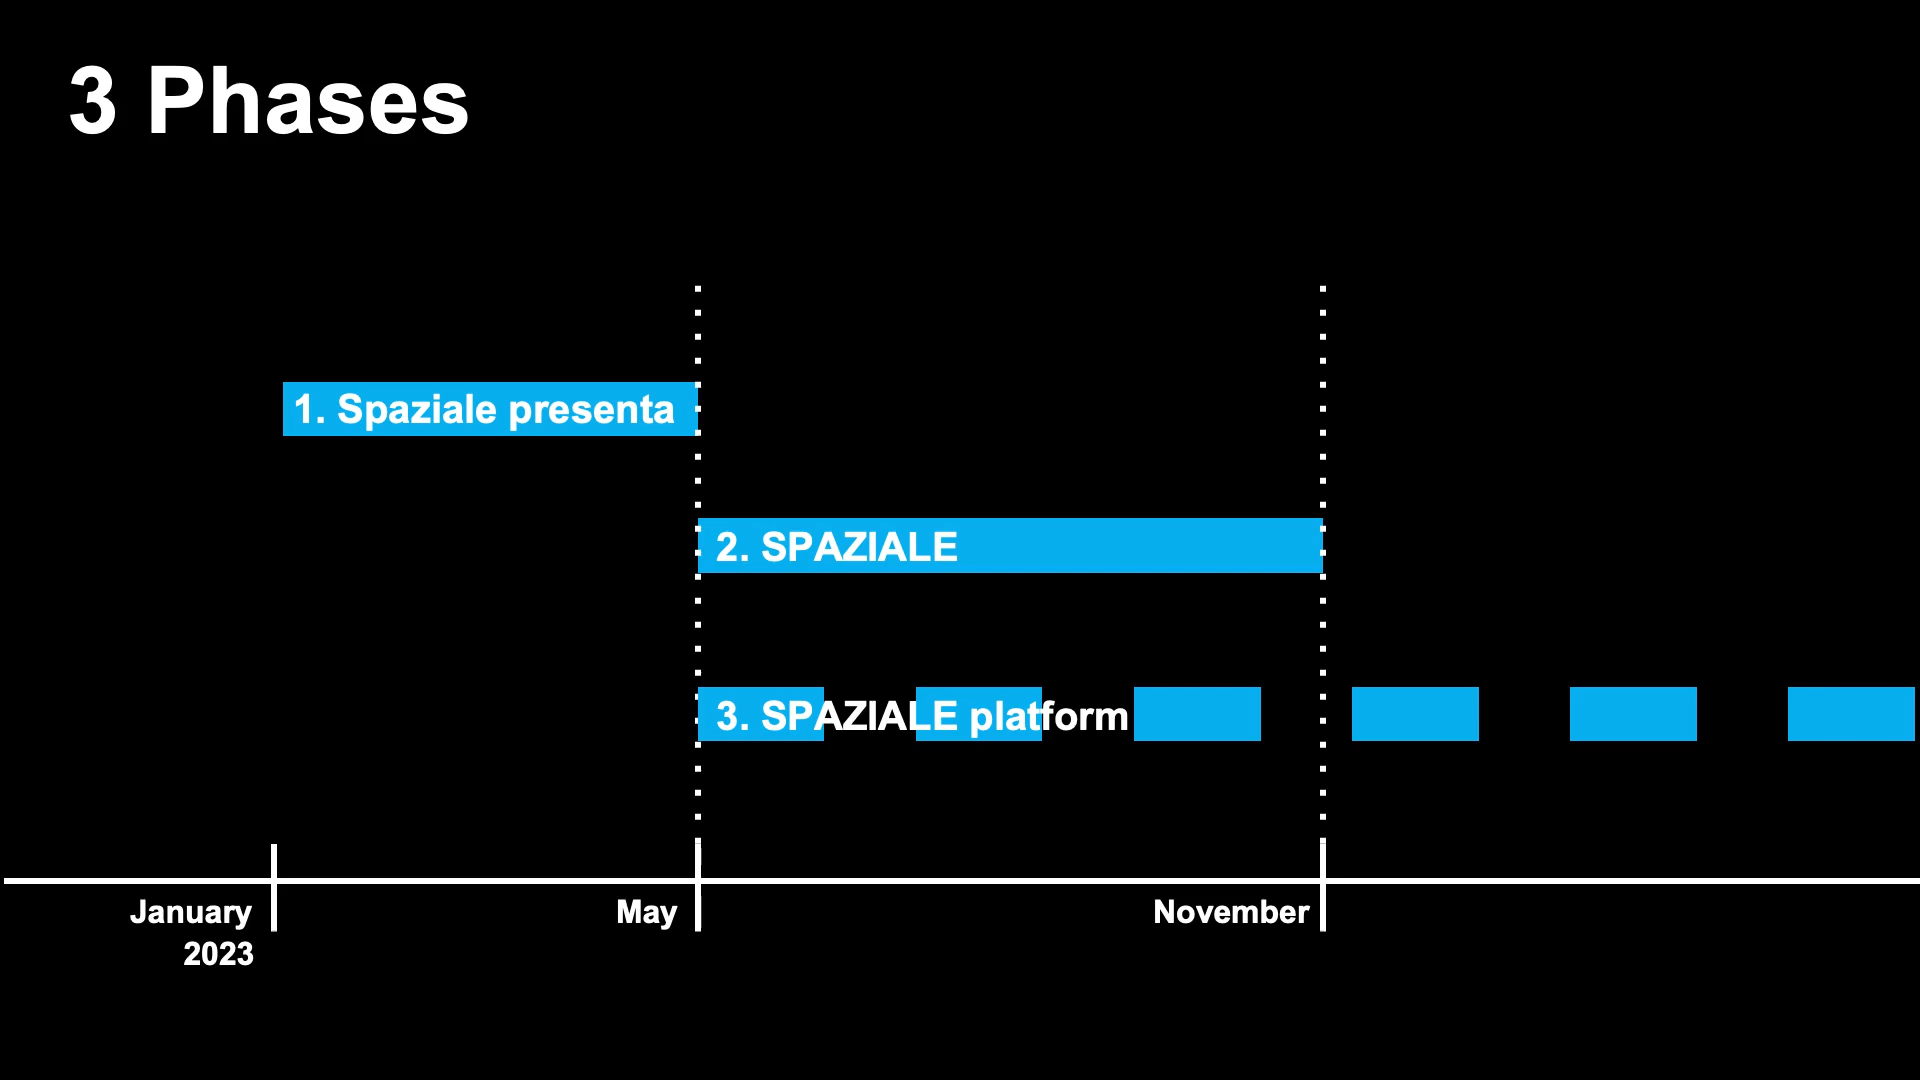 3 Phases
1. Spaziale presenta
2. SPAZIALE
3. SPAZIALE platform
January
2023
May
November